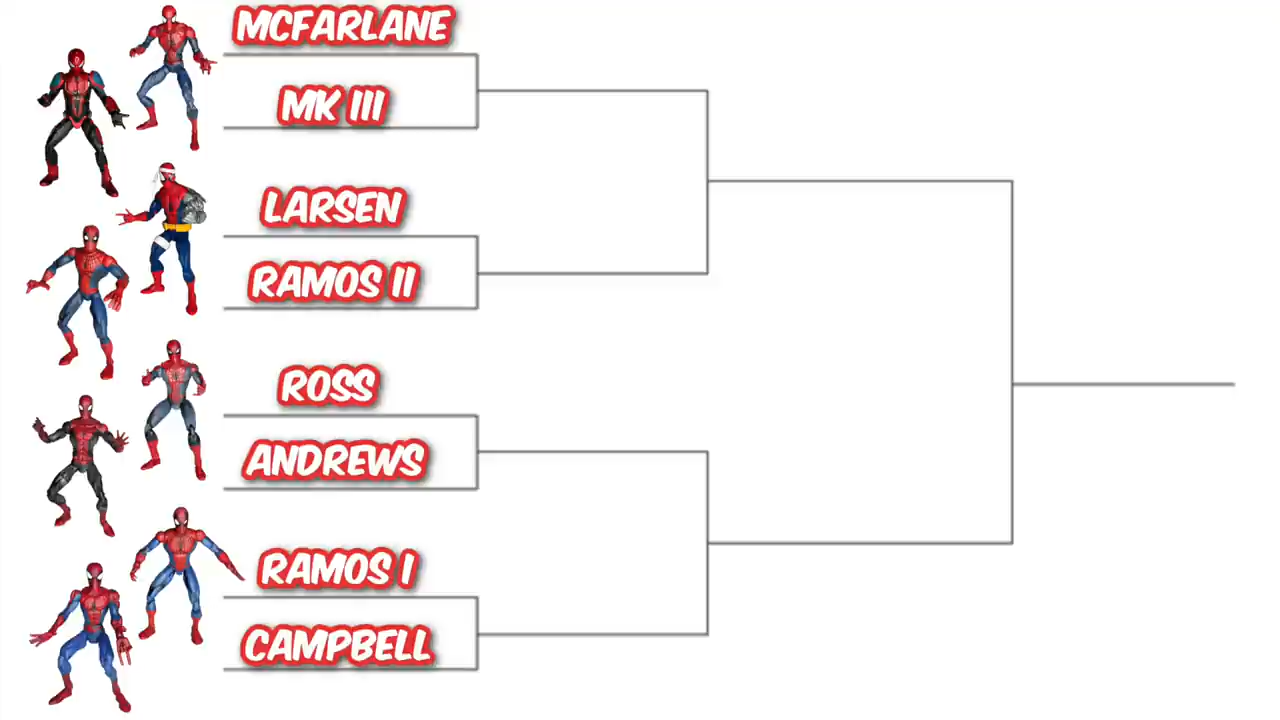 MCFARLANE
MK III
LARSEN
RAMOS II
ROSS
ANDREWS
RAMOS I
CAMPBELL